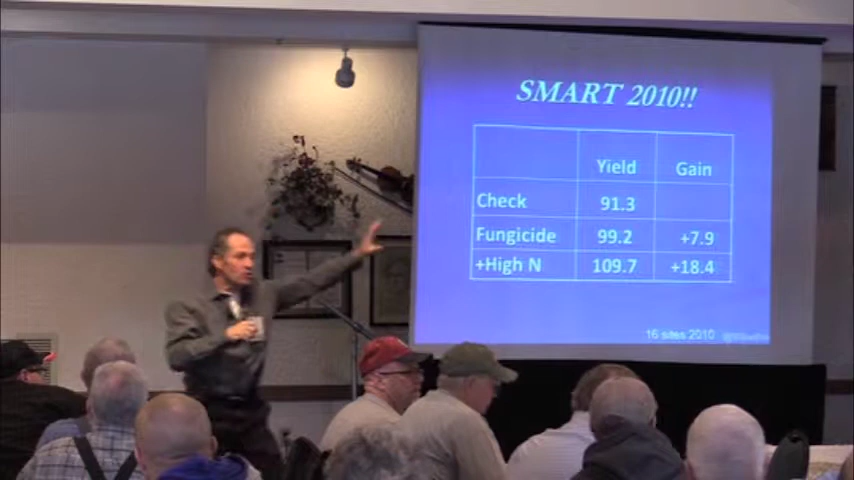 SMART 2010!!
Yield Gain
Check 91.3
Fungicide 99.2 +7.9
+High N 109.7 +18.4
16 sites 2010